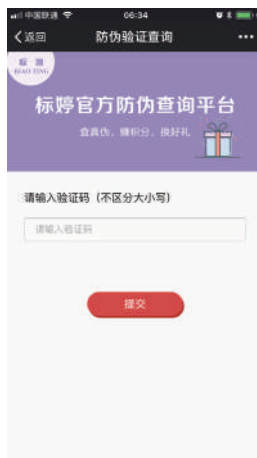 中国联通 06:34
返回 防伪验证查询
标婷
BIAO TING
标婷官方防伪查询平台
查真伪，赚积分，换好礼
请输入验证码（不区分大小写）
请输入验证码
提交